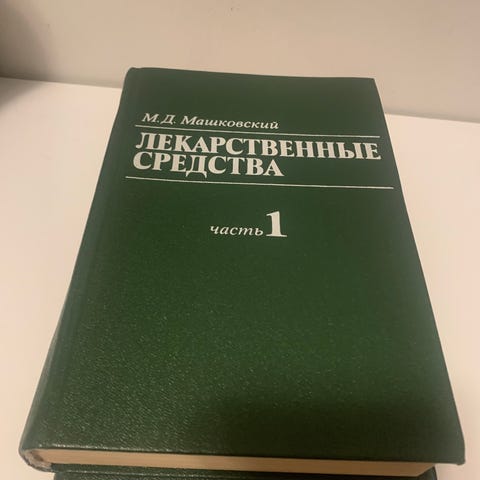 М.Д. Машковский
ЛЕКАРСТВЕННЫЕ
СРЕДСТВА
часть 1